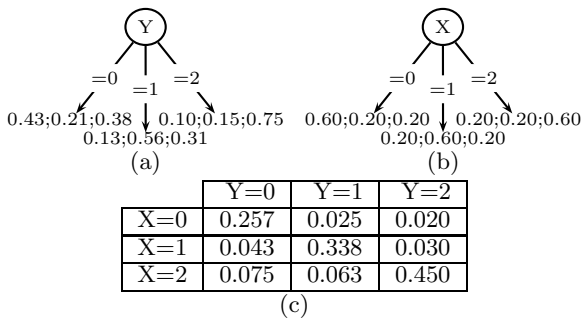 Y X
=0 =1 =2 =0 =1 =2
0.43;0.21;0.38 0.10;0.15;0.75 0.60;0.20;0.20 0.20;0.20;0.60
0.13;0.56;0.31 0.20;0.60;0.20
(a) (b)
Y=0 Y=1 Y=2
X=0 0.257 0.025 0.020
X=1 0.043 0.338 0.030
X=2 0.075 0.063 0.450
(c)